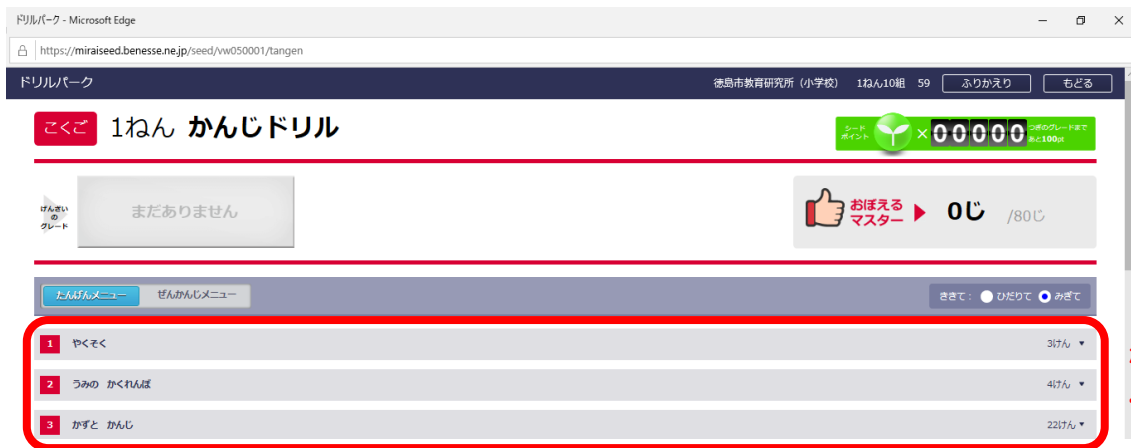 ドリルパーク - Microsoft Edge
https://miraiseed.benesse.ne.jp/seed/vw050001/tangen
ドリルパーク 徳島市教育研究所（小学校） 1ねん10組 59 ふりかえり もどる
こくご 1ねん かんじドリル
シード
ポイント × 00000 つぎのグレードまで
あと100pt
げんざい
の
グレード
まだありません
おぼえる
マスター 0じ /80じ
たんげんメニュー ぜんかんじメニュー ききて： ひだりて みぎて
1 やくそく 3けん ▼
2 うみの かくれんぼ 4けん ▼
3 かずと かんじ 22けん ▼